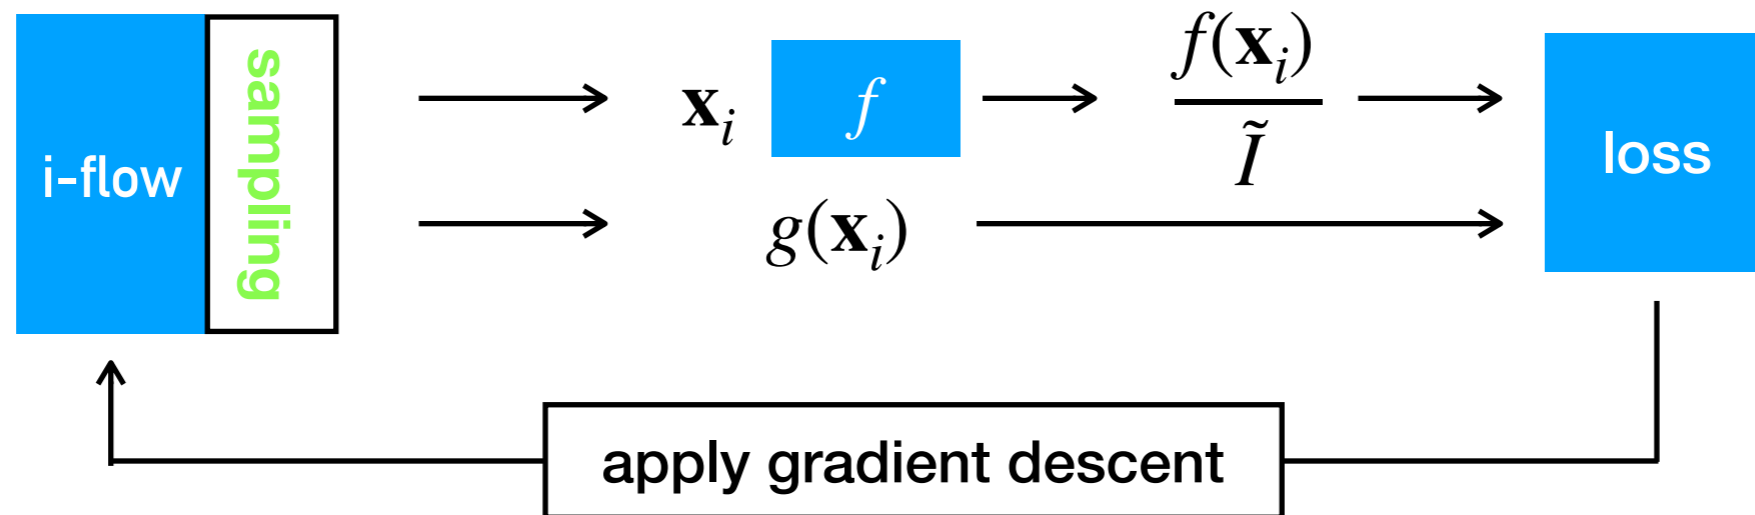 i-flow
sampling
𝐱ᵢ
f
f(𝐱ᵢ)
Ĩ
g(𝐱ᵢ)
loss
apply gradient descent